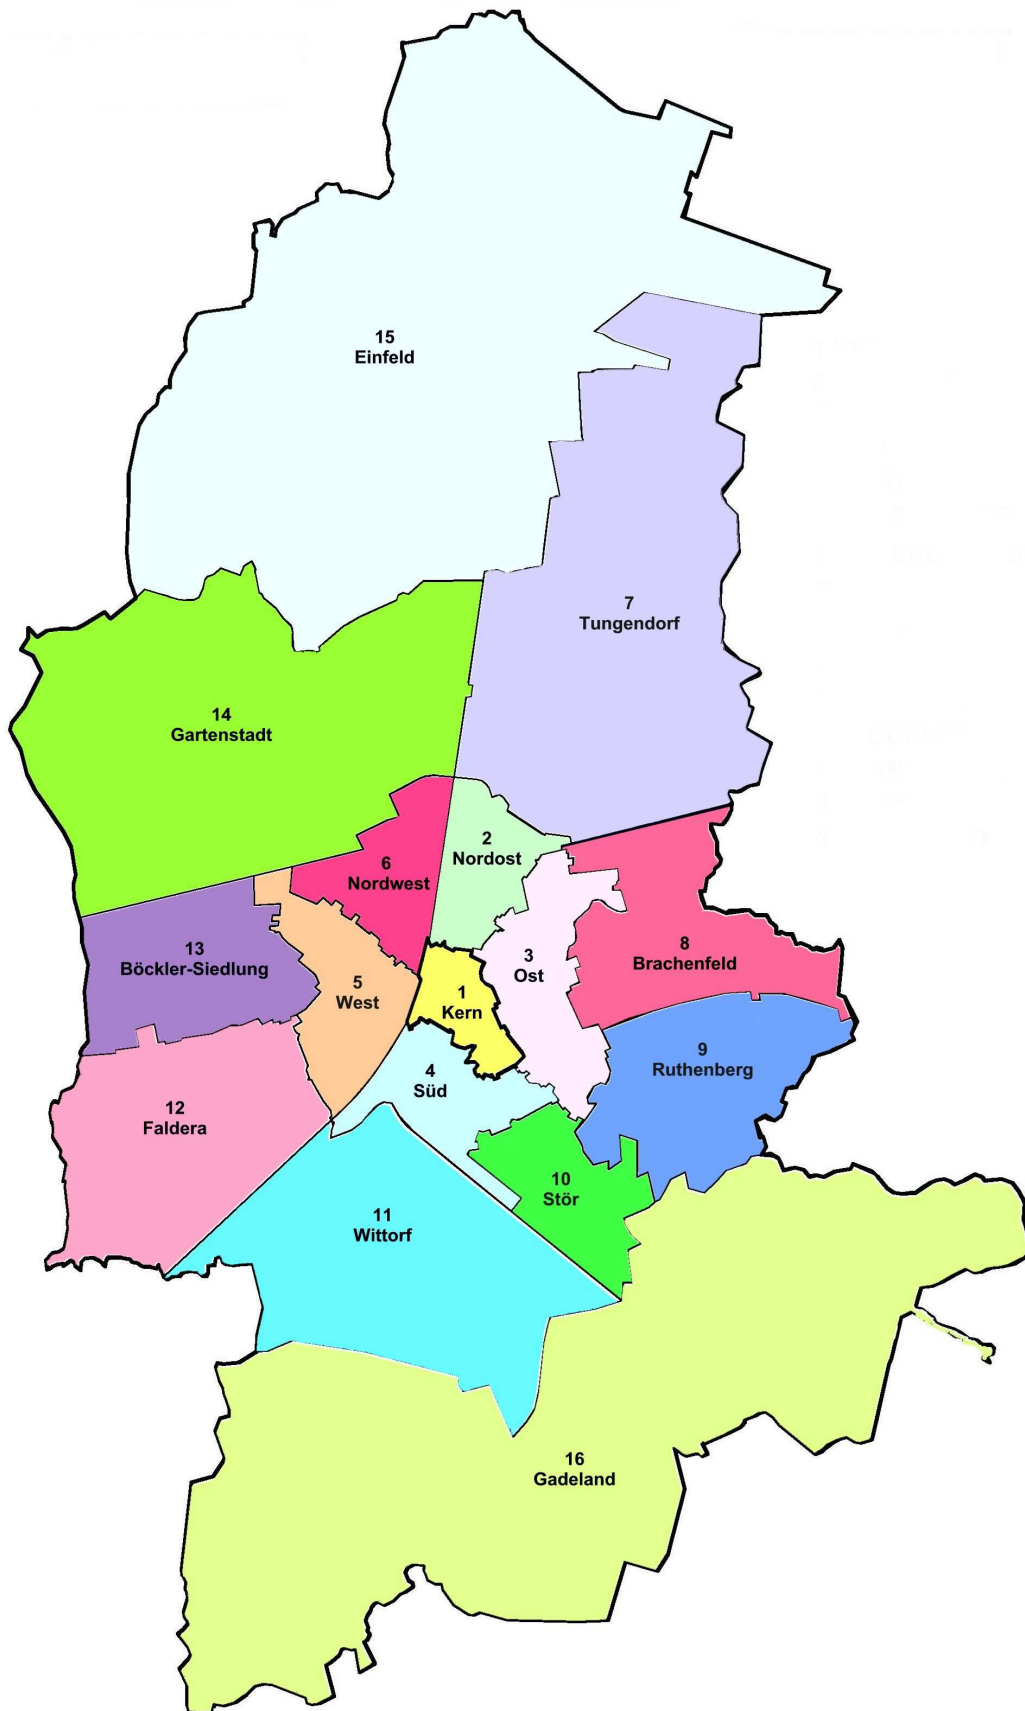 15
Einfeld
7
Tungendorf
14
Gartenstadt
2
Nordost
6
Nordwest
13
Böckler-Siedlung
3
Ost
8
Brachenfeld
5
West
1
Kern
9
Ruthenberg
4
Süd
12
Faldera
10
Stör
11
Wittorf
16
Gadeland